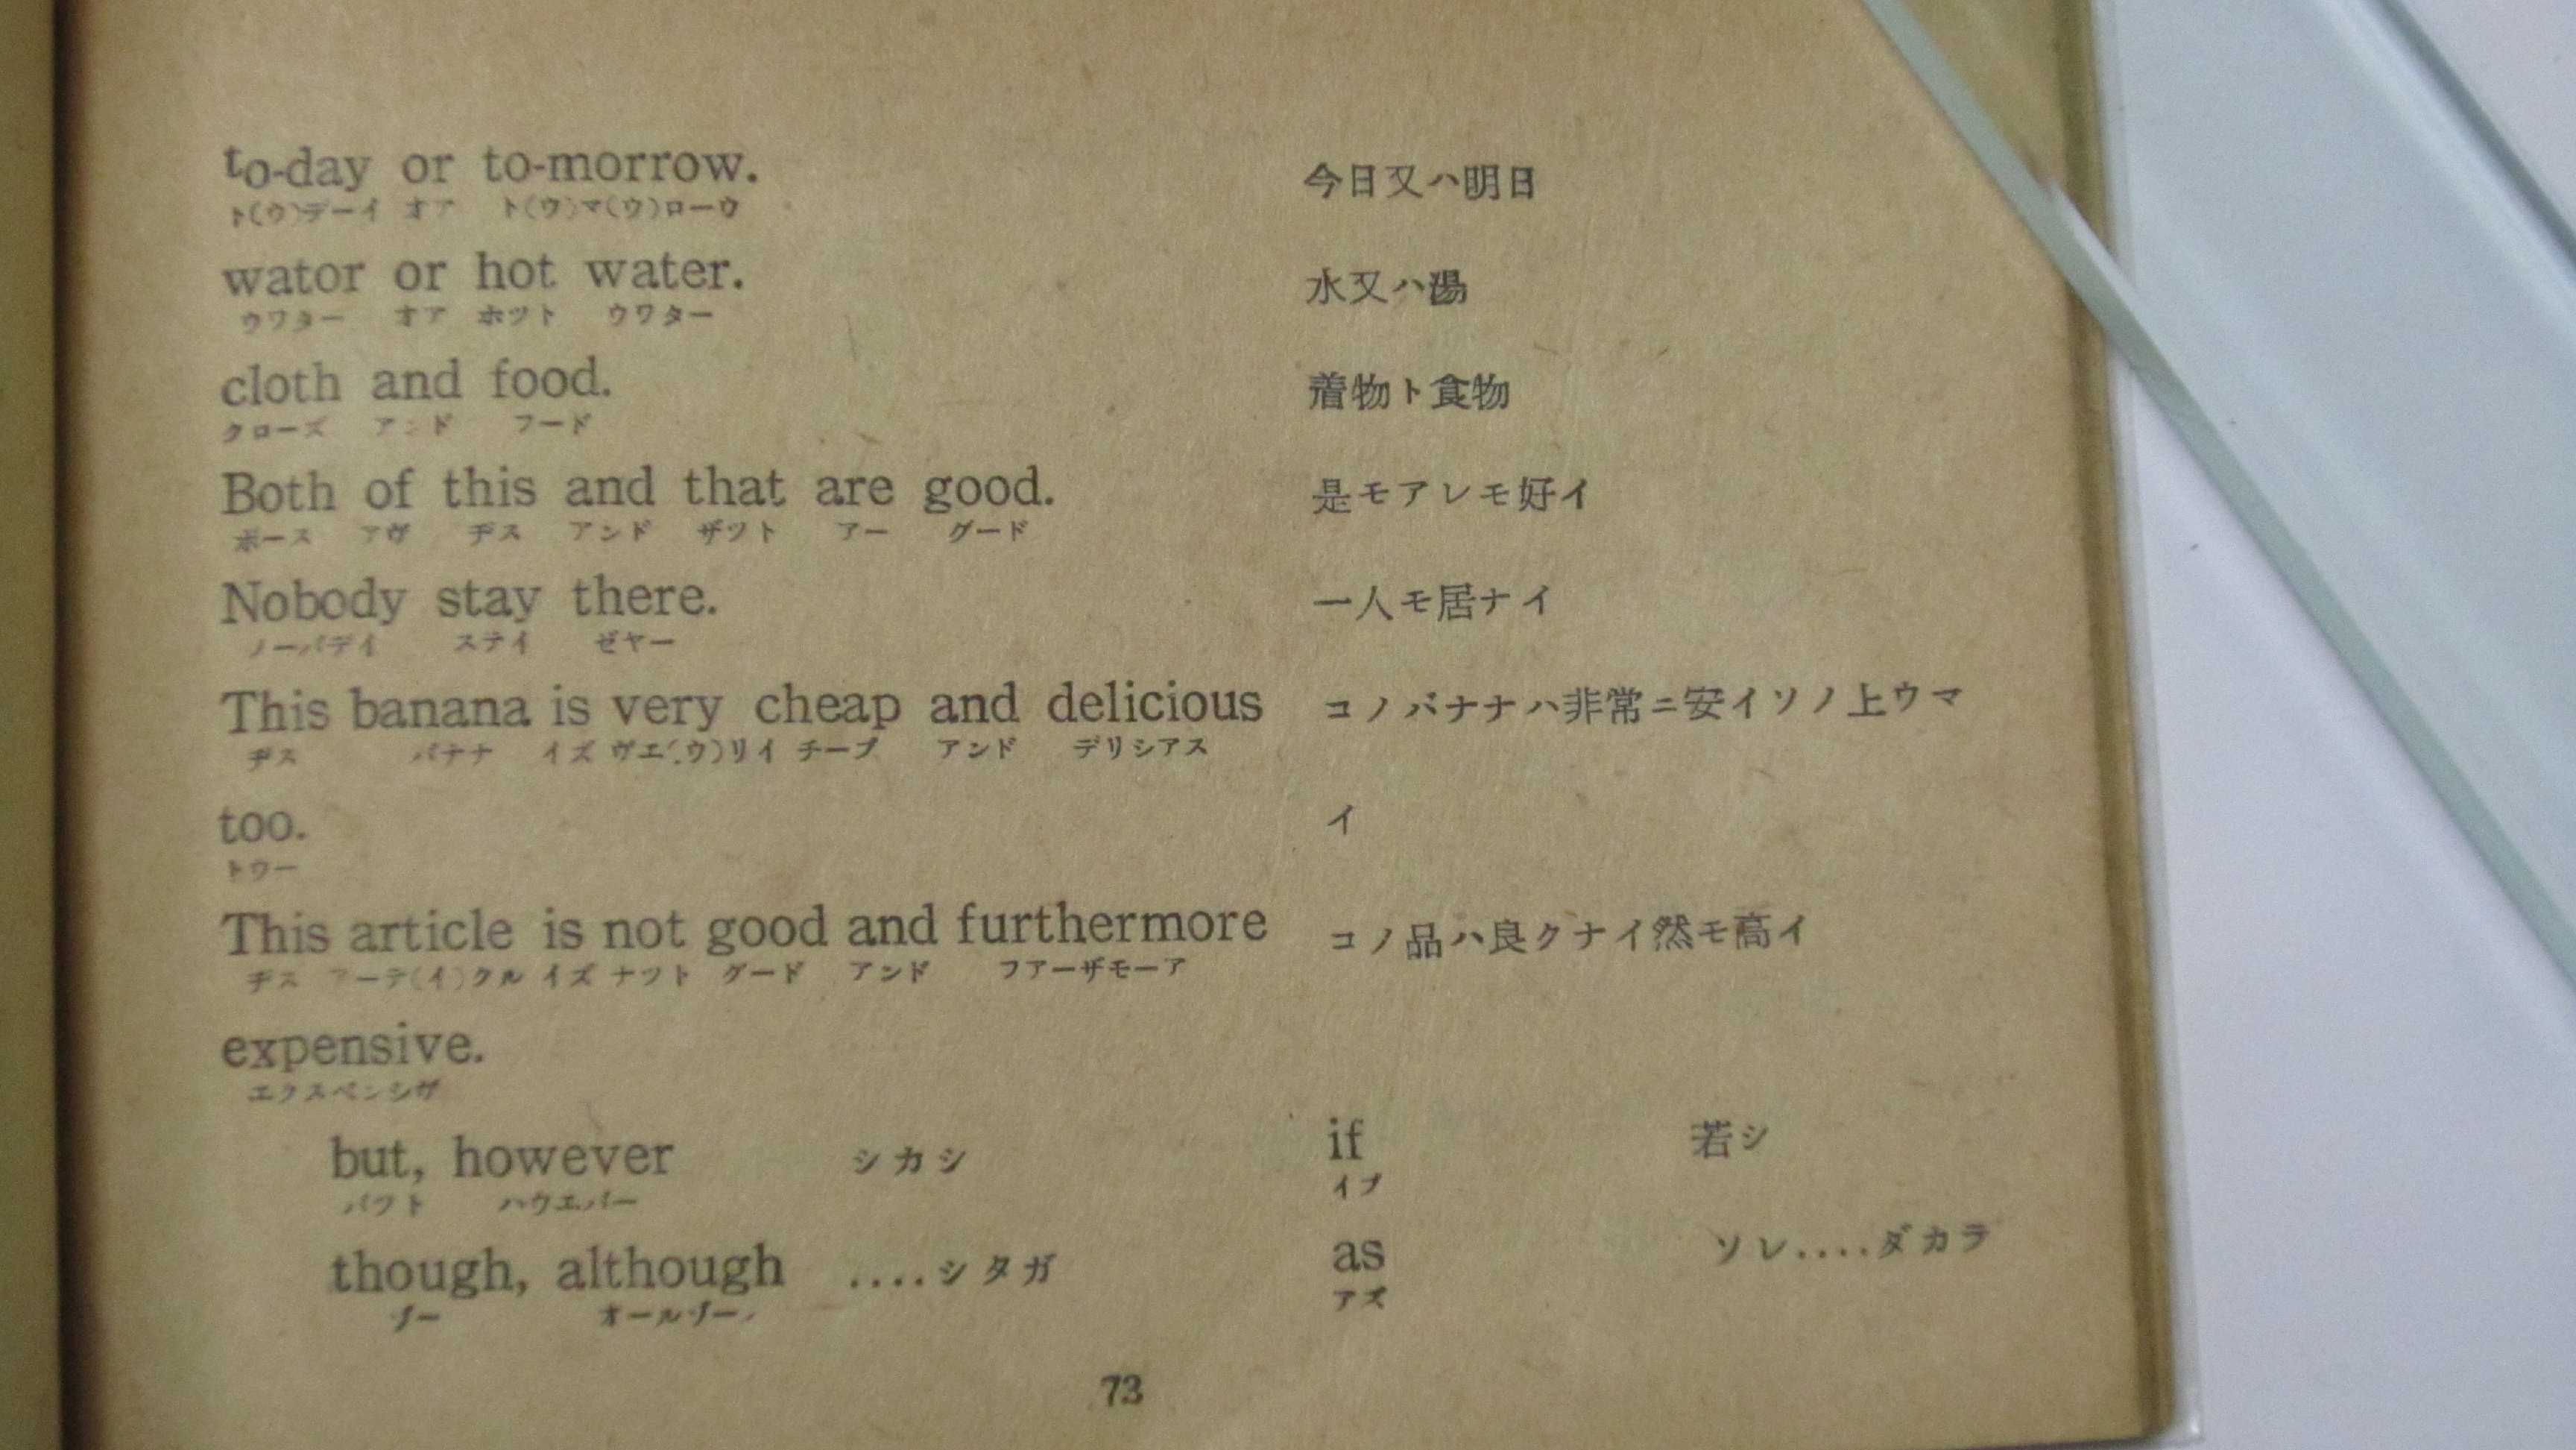 to-day or to-morrow. 今日又ハ明日
ト(ウ)デーイ オア ト(ウ)マ(ウ)ローウ
wator or hot water. 水又ハ湯
ウワター オア ホツト ウワター
cloth and food. 着物ト食物
クローズ アンド フード
Both of this and that are good. 是モアレモ好イ
ボース アヴ ヂス アンド ザツト アー グード
Nobody stay there. 一人モ居ナイ
ノーバデイ ステイ ゼヤー
This banana is very cheap and delicious コノバナナハ非常ニ安イソノ上ウマ
ヂス バナナ イズ ヴエ(ウ)リイ チープ アンド デリシアス
too. イ
トワー
This article is not good and furthermore コノ品ハ良クナイ然モ高イ
ヂス アーテ(イ)クル イズ ナツト グード アンド フアーザモーア
expensive.
エクスペンシヴ
but, however シカシ if 若シ
バツト ハウエバー イフ
though, although ....シタガ as ソレ....ダカラ
ゾー オールゾー アズ
73